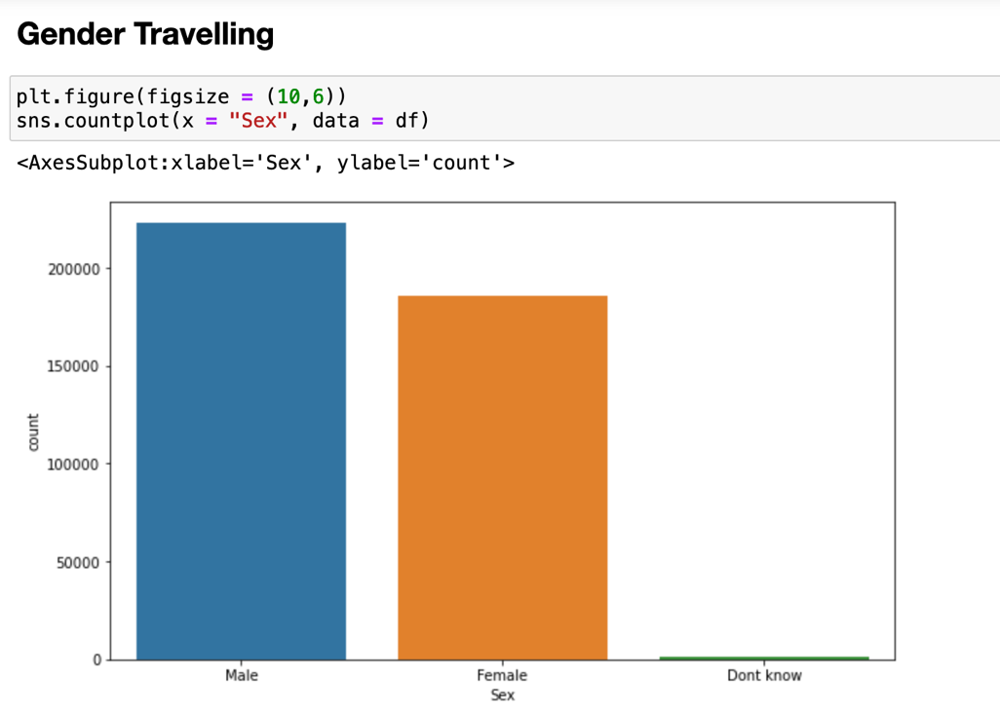 Gender Travelling
plt.figure(figsize = (10,6))
sns.countplot(x = "Sex", data = df)
<AxesSubplot:xlabel='Sex', ylabel='count'>
200000
150000
100000
50000
0
count
Male Female Dont know
Sex